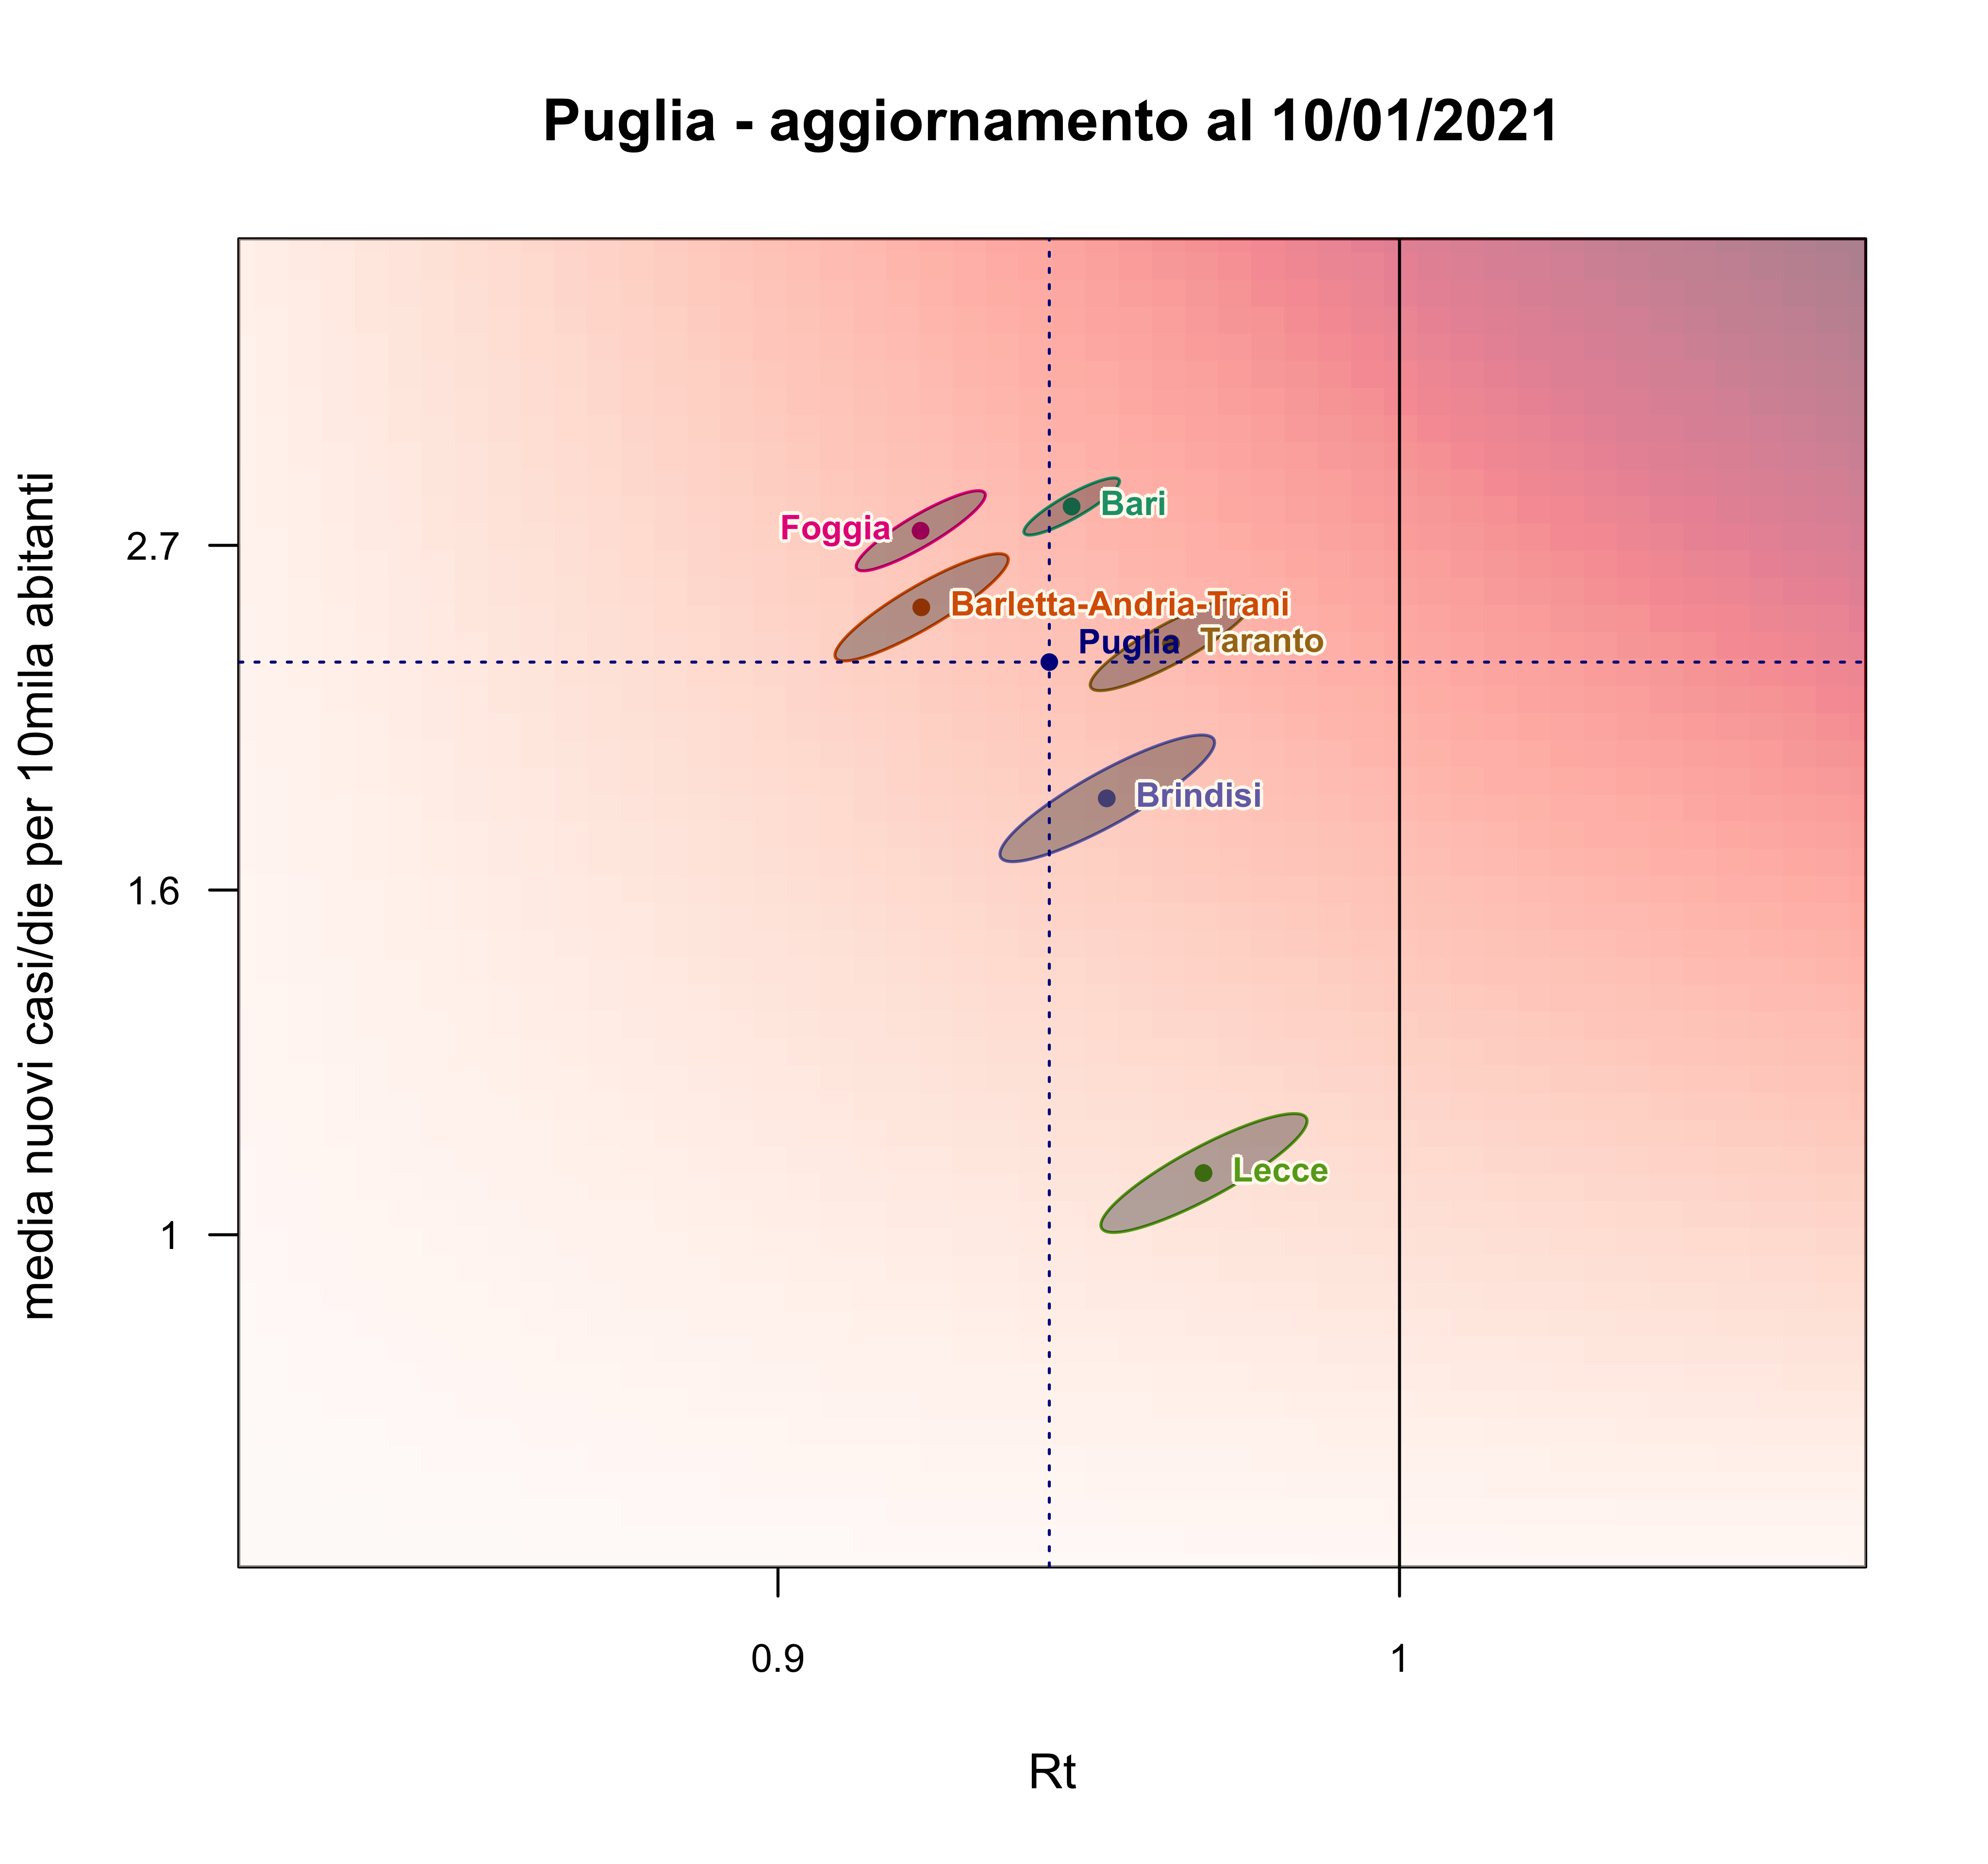 Puglia - aggiornamento al 10/01/2021
media nuovi casi/die per 10mila abitanti
2.7
1.6
1
Foggia
Bari
Barletta-Andria-Trani
Puglia
Taranto
Brindisi
Lecce
0.9
1
Rt